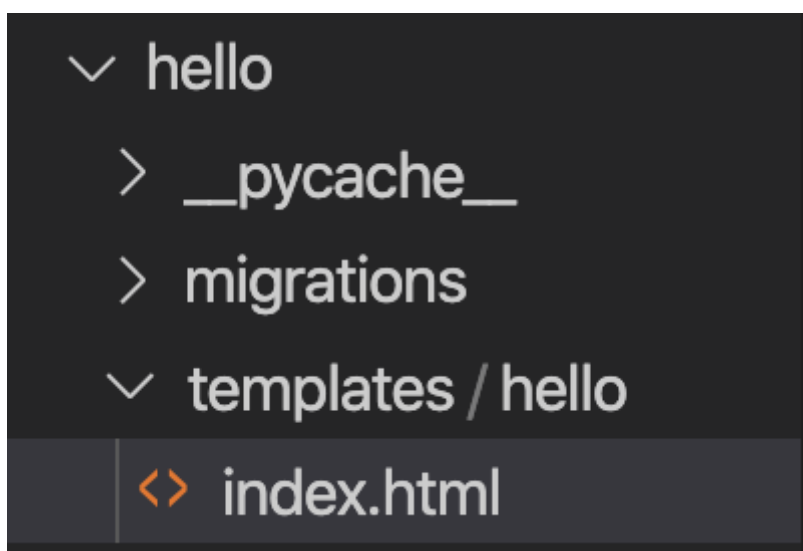 hello
__pycache__
migrations
templates / hello
index.html